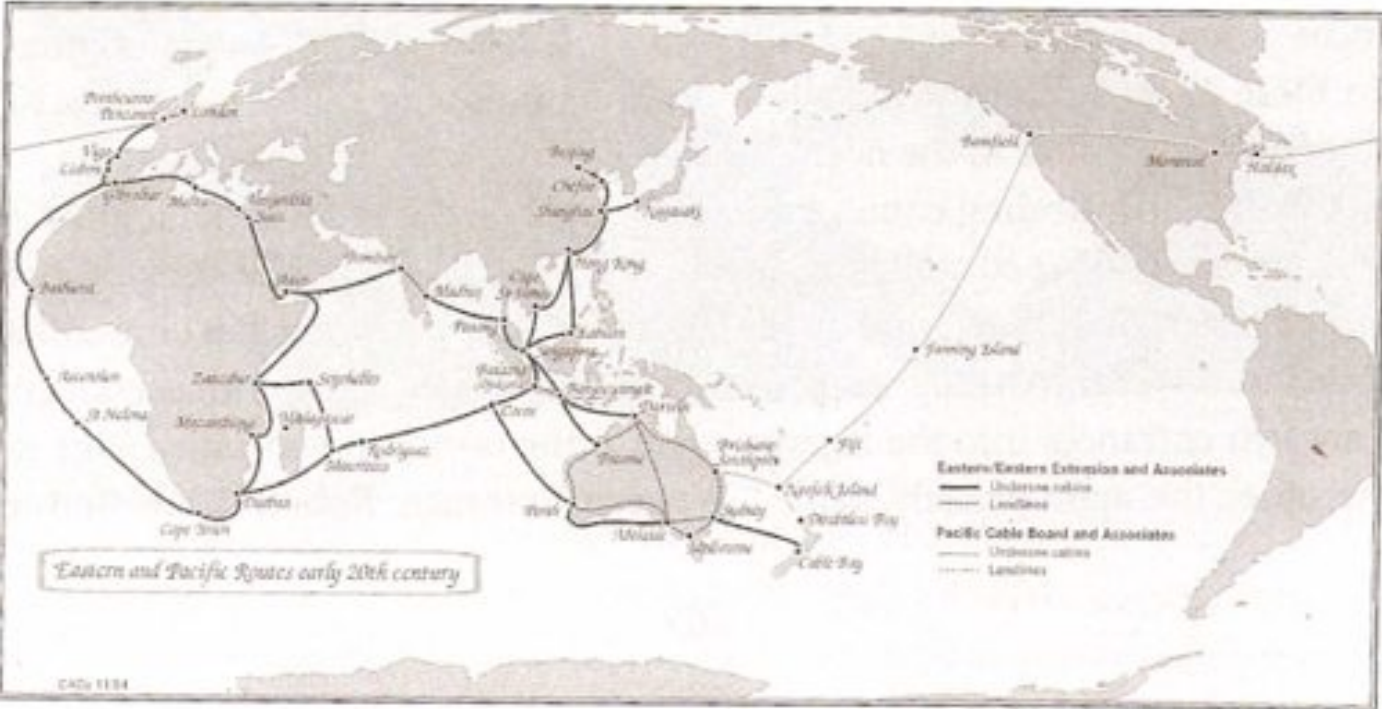 London
Vigo
Lisbon
Gibraltar
Malta
Alexandria
Suez
Aden
Bombay
Madras
Penang
Beijing
Chefoo
Shanghai
Nagasaki
Hong Kong
Cape
St James
Labuan
Singapore
Batavia
Banjoewangie
Cocos
Bathurst
Ascension
St Helena
Cape Town
Durban
Mozambique
Zanzibar
Seychelles
Madagascar
Mauritius
Rodriguez
Darwin
Broome
Perth
Adelaide
Melbourne
Sydney
Brisbane
Southport
Norfolk Island
Doubtless Bay
Cable Bay
Fiji
Fanning Island
Bamfield
Montreal
Halifax
Eastern/Eastern Extension and Associates
Undersea cables
Landlines
Pacific Cable Board and Associates
Undersea cables
Landlines
Eastern and Pacific Routes early 20th century